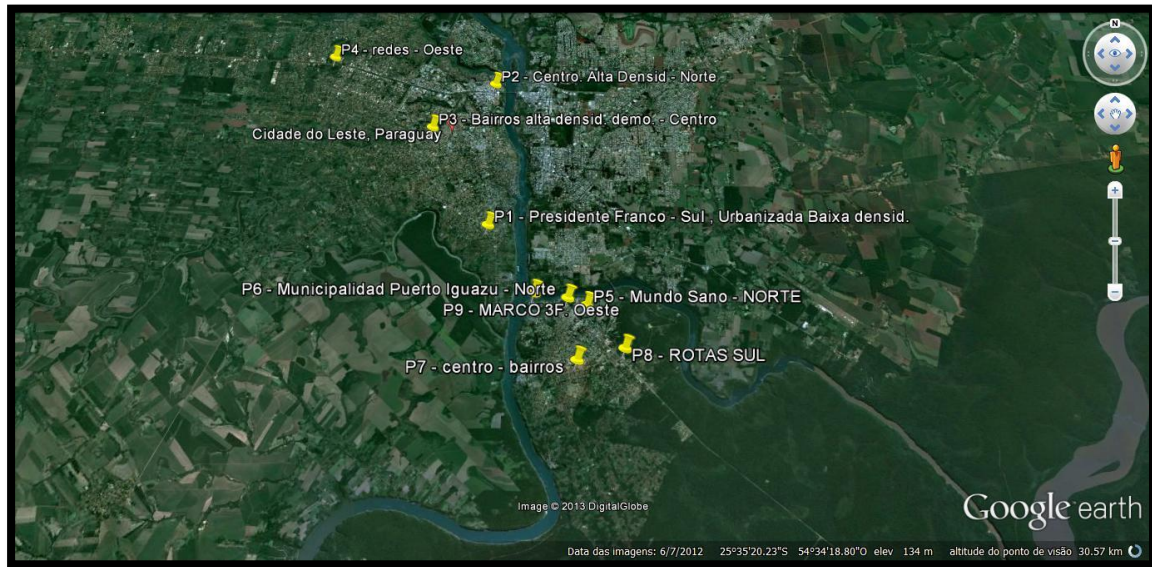 N
P4 - redes - Oeste
P2 - Centro. Alta Densid - Norte
P3 - Bairros alta densid. demo. - Centro
Cidade do Leste, Paraguay
P1 - Presidente Franco - Sul , Urbanizada Baixa densid.
P6 - Municipalidad Puerto Iguazu - Norte
P5 - Mundo Sano - NORTE
P9 - MARCO 3F, Oeste
P8 - ROTAS SUL
P7 - centro - bairros
Image © 2013 DigitalGlobe
Google earth
Data das imagens: 6/7/2012 25°35'20.23"S 54°34'18.80"O elev 134 m altitude do ponto de visão 30.57 km